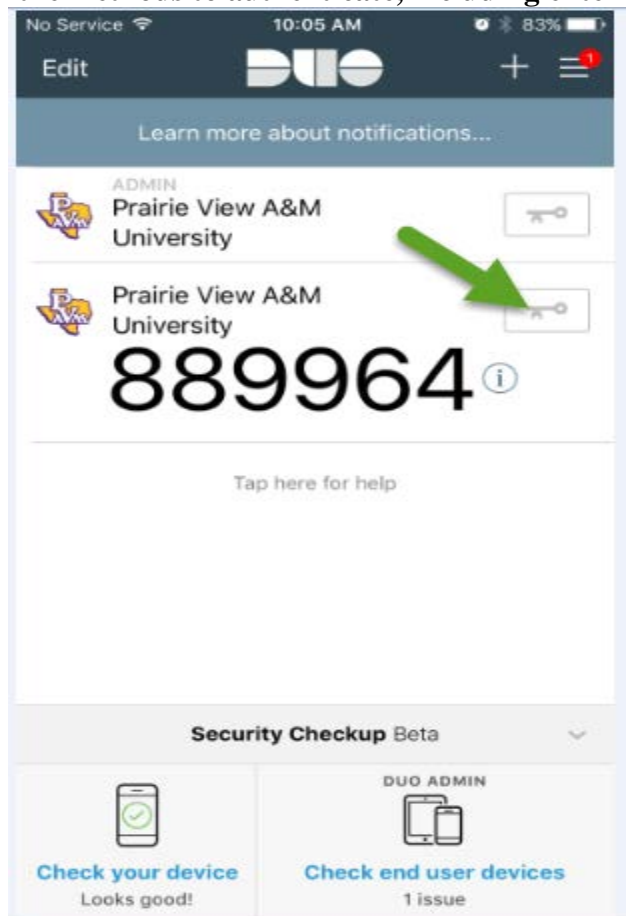 No Service 10:05 AM 83%
Edit DUO + 1
Learn more about notifications...
ADMIN
Prairie View A&M
University
Prairie View A&M
University
889964 i
Tap here for help
Security Checkup Beta
DUO ADMIN
Check your device Check end user devices
Looks good! 1 issue